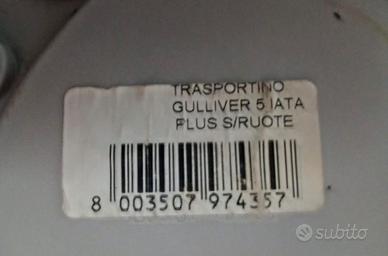 TRASPORTINO
GULLIVER 5 IATA
PLUS S/RUOTE
8 003507 974357
subito